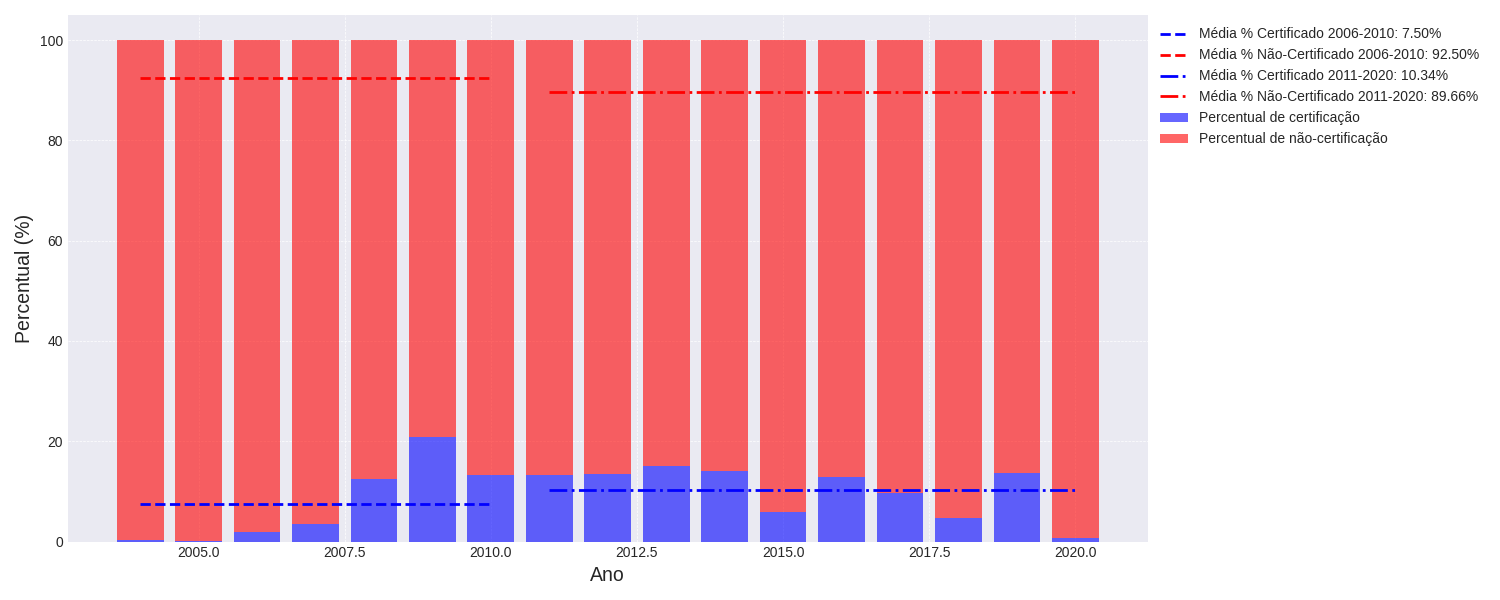 100
80
60
40
20
0
Percentual (%)
2005.0
2007.5
2010.0
2012.5
2015.0
2017.5
2020.0
Ano
Média % Certificado 2006-2010: 7.50%
Média % Não-Certificado 2006-2010: 92.50%
Média % Certificado 2011-2020: 10.34%
Média % Não-Certificado 2011-2020: 89.66%
Percentual de certificação
Percentual de não-certificação